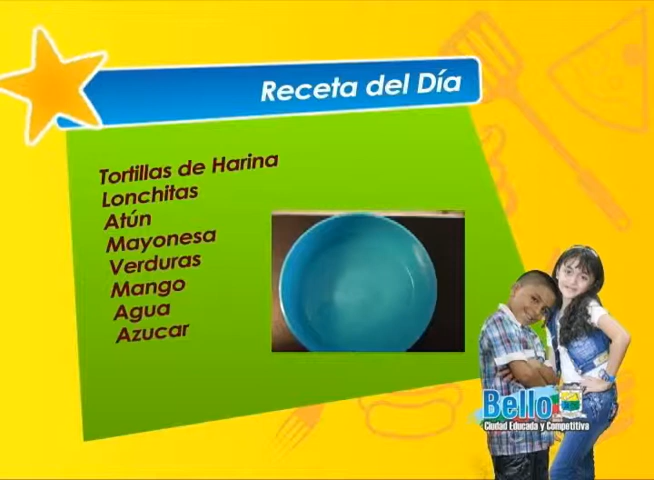 Receta del Día
Tortillas de Harina
Lonchitas
Atún
Mayonesa
Verduras
Mango
Agua
Azucar
Bello
Ciudad Educada y Competitiva